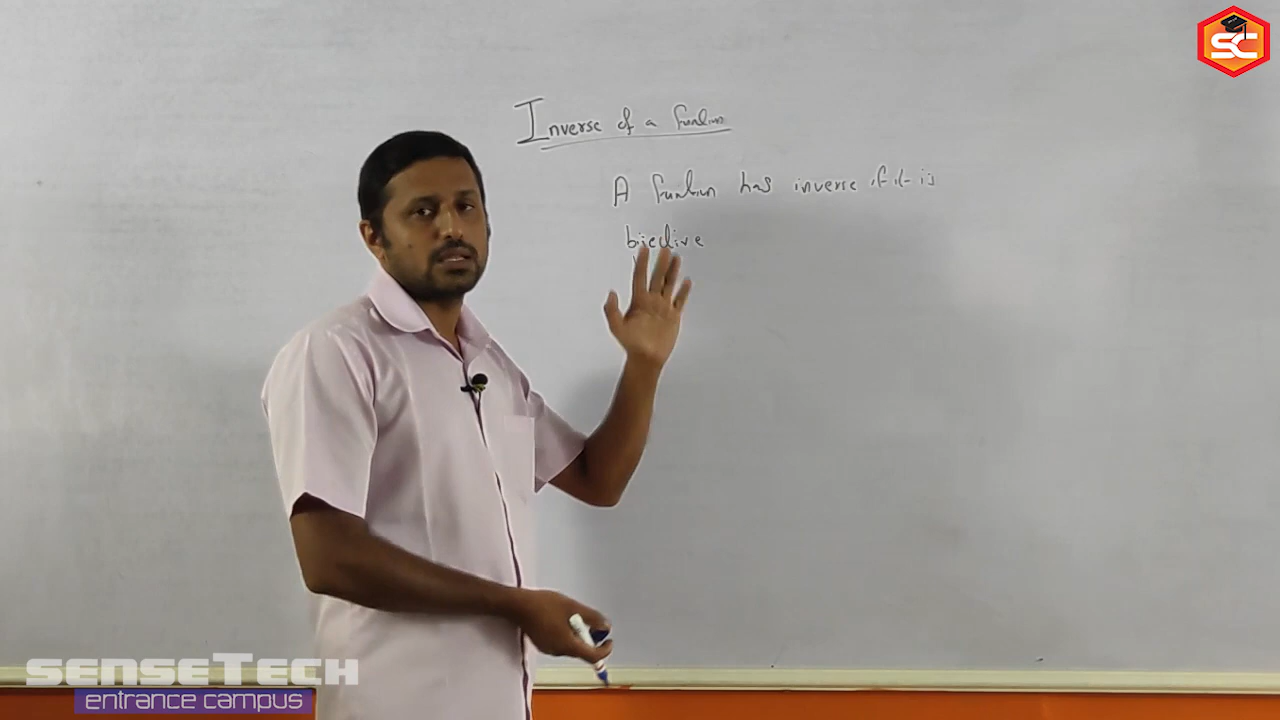 Inverse of a function
A function has inverse if it is
bijective
SC
senseTech
entrance campus